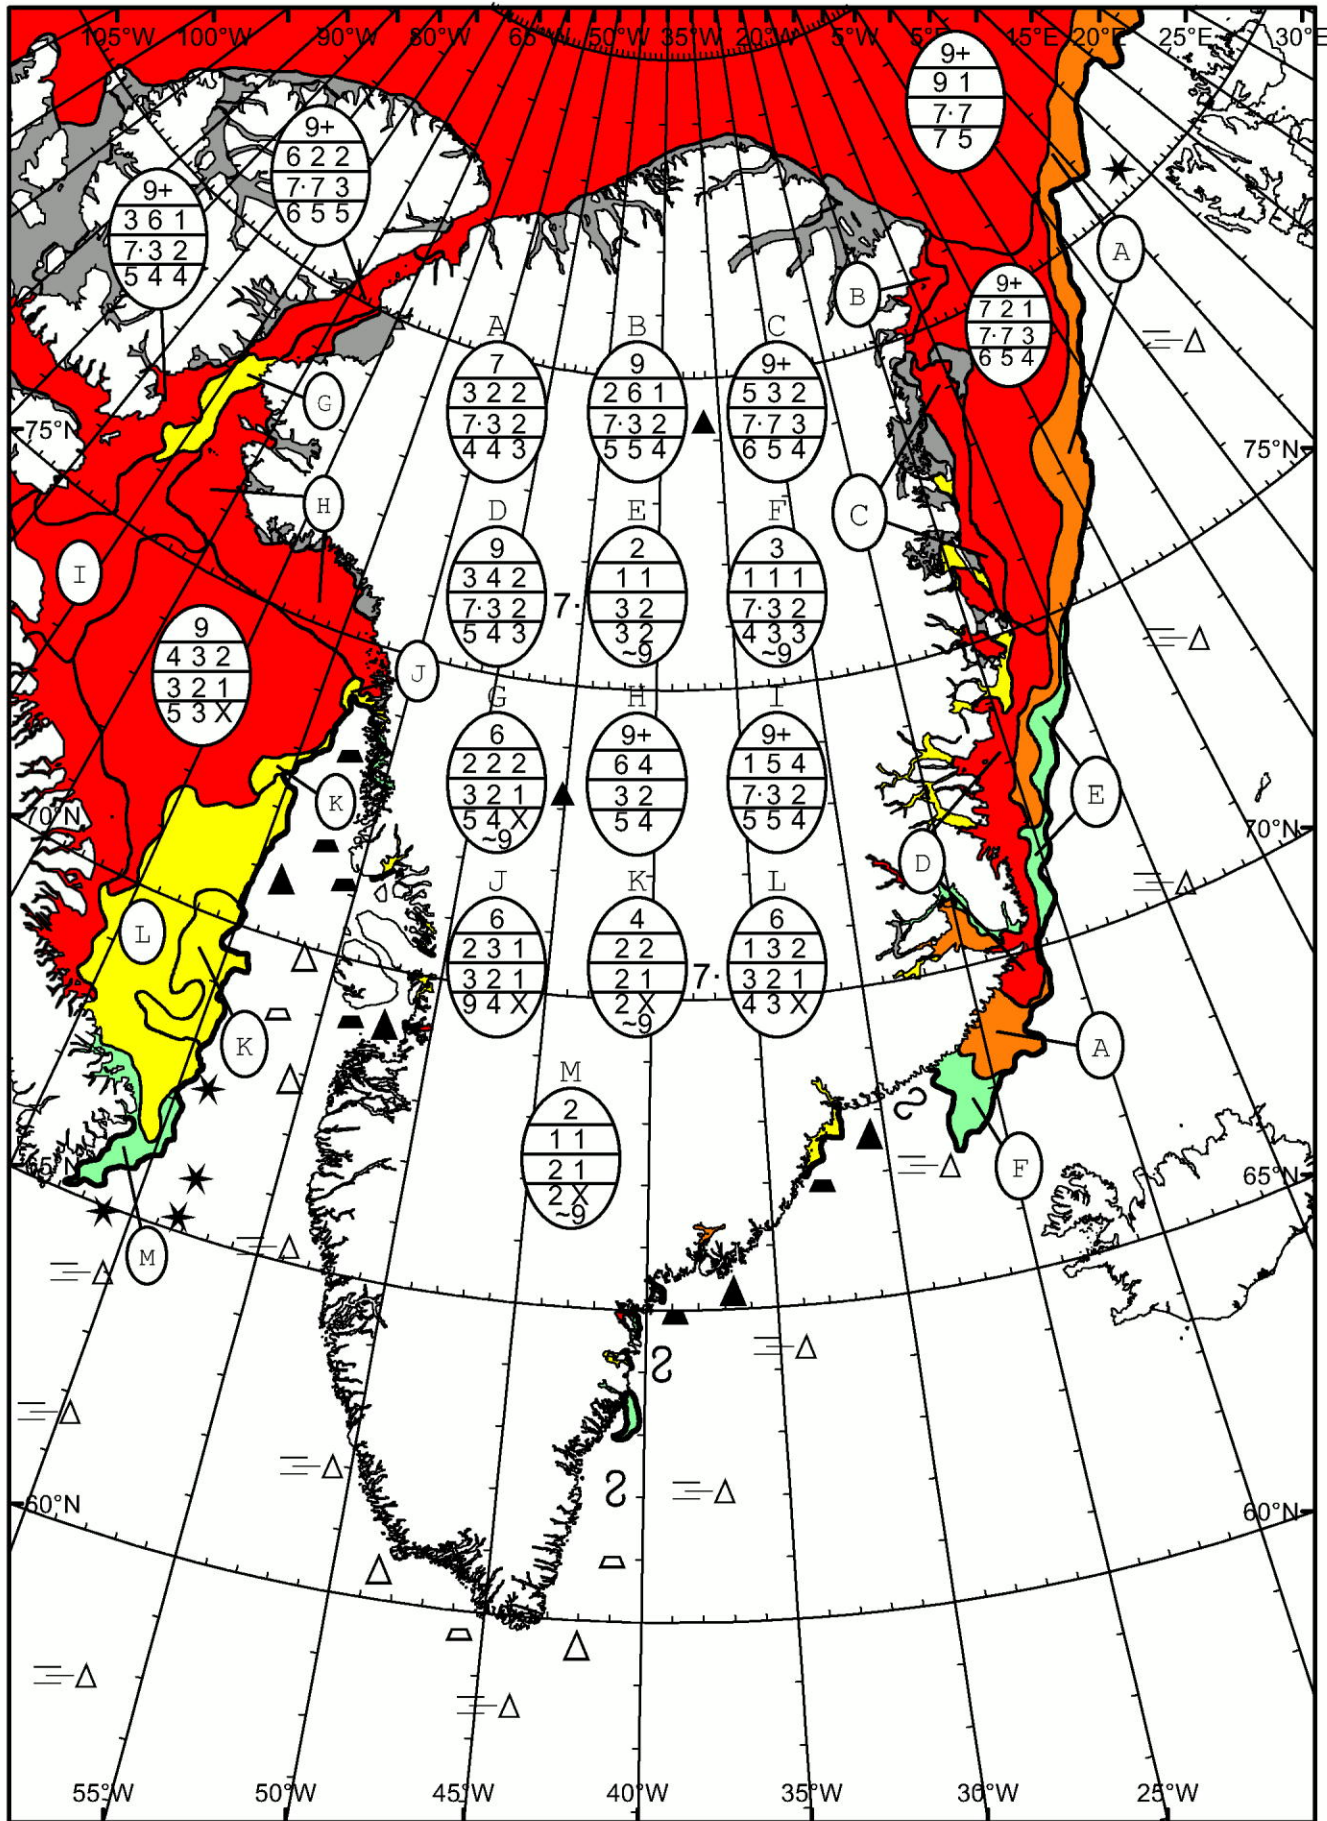 105°W 100°W 90°W 80°W 65°W 50°W 35°W 20°W 5°W 5°E 15°E 20°E 25°E 30°E
9+
9 1
7·7
7 5
9+
6 2 2
7·7 3
6 5 5
9+
3 6 1
7·3 2
5 4 4
A
B
9+
7 2 1
7·7 3
6 5 4
G
A
7
3 2 2
7·3 2
4 4 3
B
9
2 6 1
7·3 2
5 5 4
C
9+
5 3 2
7·7 3
6 5 4
75°N
75°N
H
C
I
D
9
3 4 2
7·3 2
5 4 3
7·
E
2
1 1
3 2
3 2
~9
F
3
1 1 1
7·3 2
4 3 3
~9
9
4 3 2
3 2 1
5 3 X
J
G
6
2 2 2
3 2 1
5 4 X
~9
H
9+
6 4
3 2
5 4
I
9+
1 5 4
7·3 2
5 5 4
K
E
70°N
70°N
D
L
J
6
2 3 1
3 2 1
9 4 X
K
4
2 2
2 1
2 X
~9
7·
L
6
1 3 2
3 2 1
4 3 X
K
A
M
2
1 1
2 1
2 X
~9
F
65°N
65°N
M
60°N
60°N
55°W 50°W 45°W 40°W 35°W 30°W 25°W